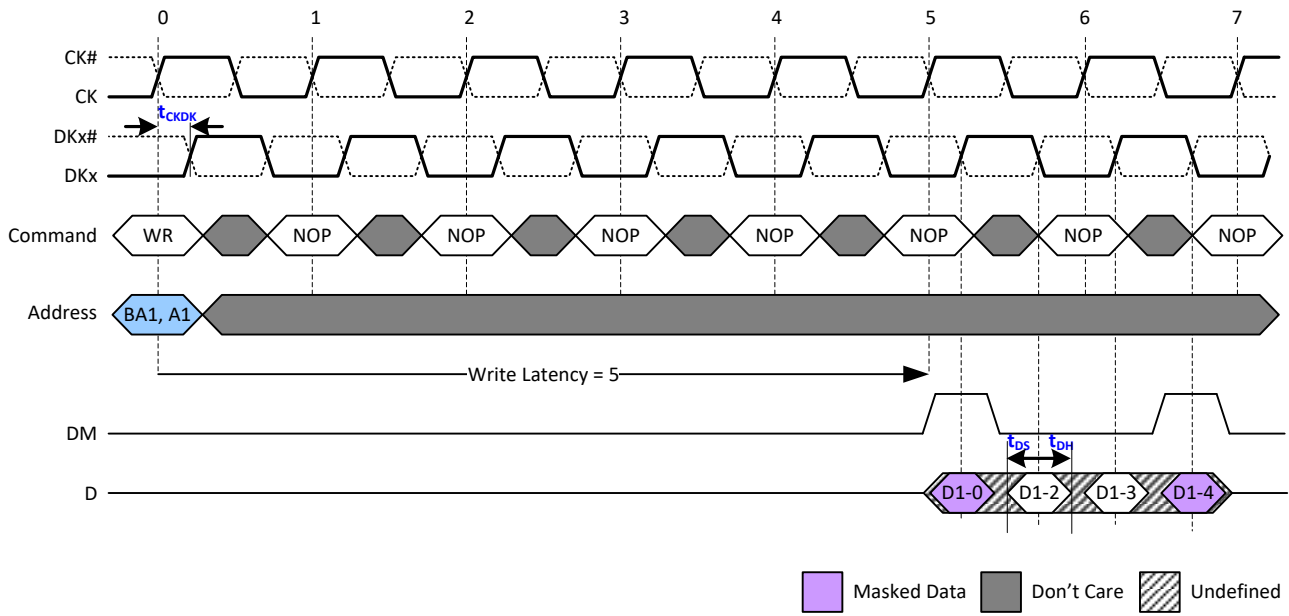 0 1 2 3 4 5 6 7
CK#
CK
tCKDK
DKx#
DKx
Command WR NOP NOP NOP NOP NOP NOP NOP
Address BA1, A1
Write Latency = 5
DM
tDS tDH
D D1-0 D1-2 D1-3 D1-4
Masked Data Don't Care Undefined